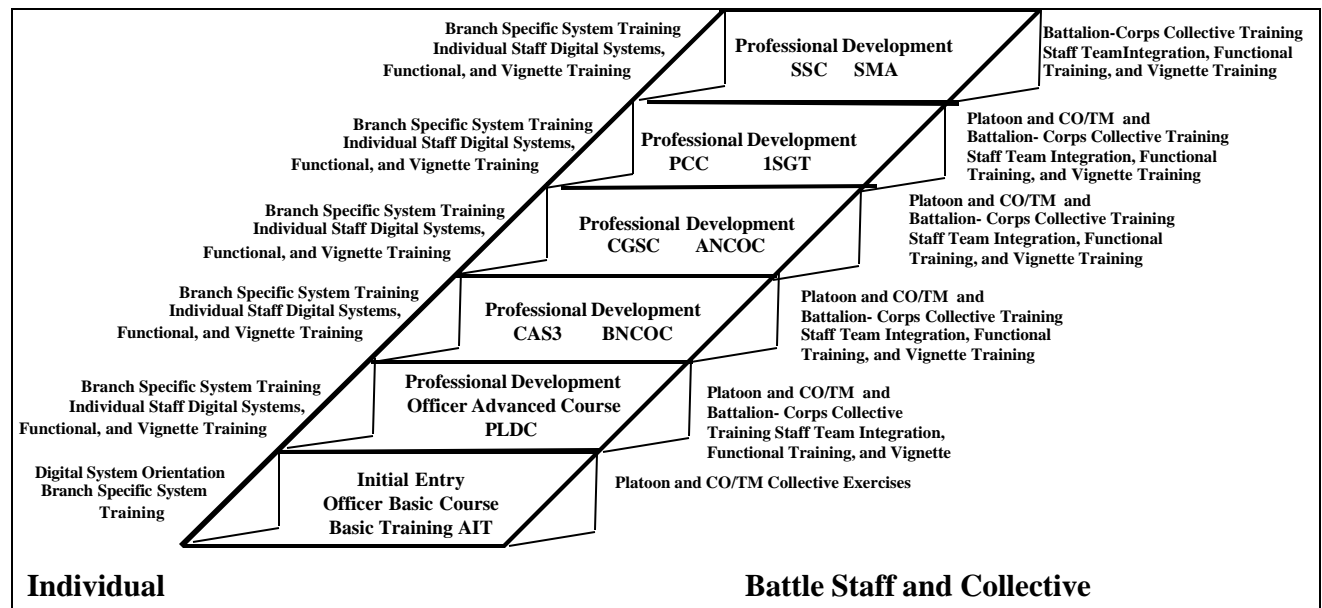 Branch Specific System Training
Individual Staff Digital Systems,
Functional, and Vignette Training
Professional Development
SSC SMA
Battalion-Corps Collective Training
Staff TeamIntegration, Functional
Training, and Vignette Training
Branch Specific System Training
Individual Staff Digital Systems,
Functional, and Vignette Training
Professional Development
PCC 1SGT
Platoon and CO/TM and
Battalion- Corps Collective Training
Staff Team Integration, Functional
Training, and Vignette Training
Branch Specific System Training
Individual Staff Digital Systems,
Functional, and Vignette Training
Professional Development
CGSC ANCOC
Platoon and CO/TM and
Battalion- Corps Collective Training
Staff Team Integration, Functional
Training, and Vignette Training
Branch Specific System Training
Individual Staff Digital Systems,
Functional, and Vignette Training
Professional Development
CAS3 BNCOC
Platoon and CO/TM and
Battalion- Corps Collective Training
Staff Team Integration, Functional
Training, and Vignette Training
Branch Specific System Training
Individual Staff Digital Systems,
Functional, and Vignette Training
Professional Development
Officer Advanced Course
PLDC
Platoon and CO/TM and
Battalion- Corps Collective
Training Staff Team Integration,
Functional Training, and Vignette
Digital System Orientation
Branch Specific System
Training
Initial Entry
Officer Basic Course
Basic Training AIT
Platoon and CO/TM Collective Exercises
Individual
Battle Staff and Collective